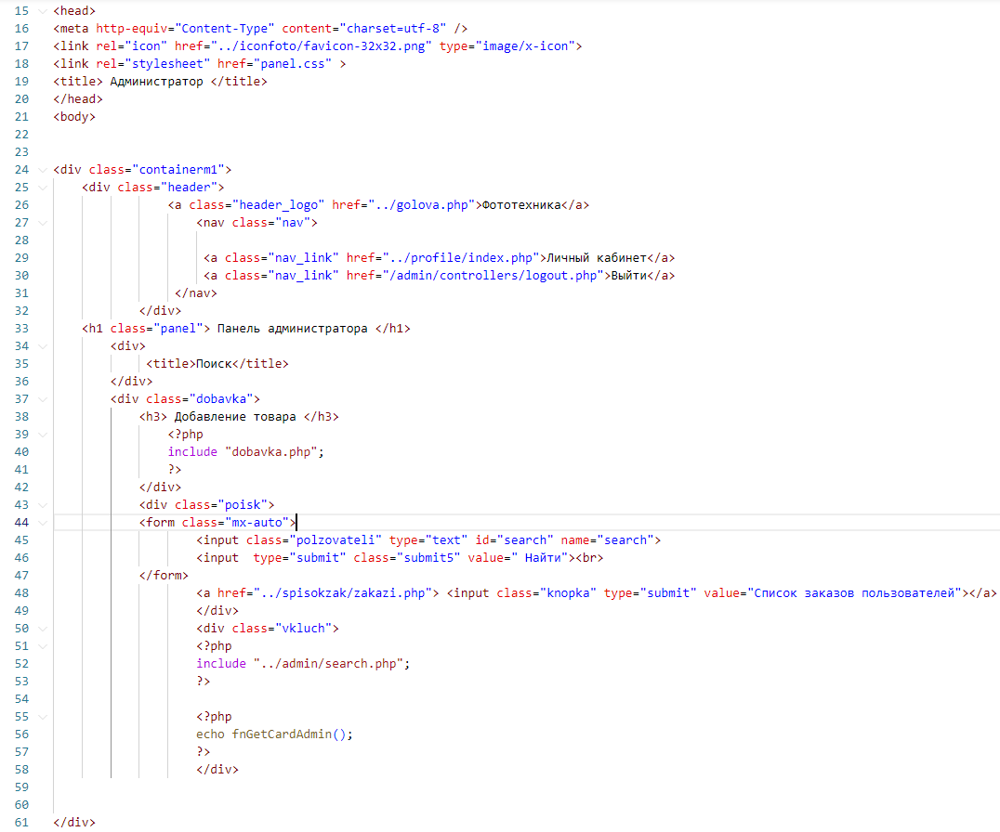 15 <head>
16 <meta http-equiv="Content-Type" content="charset=utf-8" />
17 <link rel="icon" href="../iconfoto/favicon-32x32.png" type="image/x-icon">
18 <link rel="stylesheet" href="panel.css" >
19 <title> Администратор </title>
20 </head>
21 <body>
22
23
24 <div class="containerm1">
25 <div class="header">
26 <a class="header_logo" href="../golova.php">Фототехника</a>
27 <nav class="nav">
28
29 <a class="nav_link" href="../profile/index.php">Личный кабинет</a>
30 <a class="nav_link" href="/admin/controllers/logout.php">Выйти</a>
31 </nav>
32 </div>
33 <h1 class="panel"> Панель администратора </h1>
34 <div>
35 <title>Поиск</title>
36 </div>
37 <div class="dobavka">
38 <h3> Добавление товара </h3>
39 <?php
40 include "dobavka.php";
41 ?>
42 </div>
43 <div class="poisk">
44 <form class="mx-auto">
45 <input class="polzovateli" type="text" id="search" name="search">
46 <input  type="submit" class="submit5" value=" Найти"><br>
47 </form>
48 <a href="../spisokzak/zakazi.php"> <input class="knopka" type="submit" value="Список заказов пользователей"></a>
49 </div>
50 <div class="vkluch">
51 <?php
52 include "../admin/search.php";
53 ?>
54
55 <?php
56 echo fnGetCardAdmin();
57 ?>
58 </div>
59
60
61 </div>